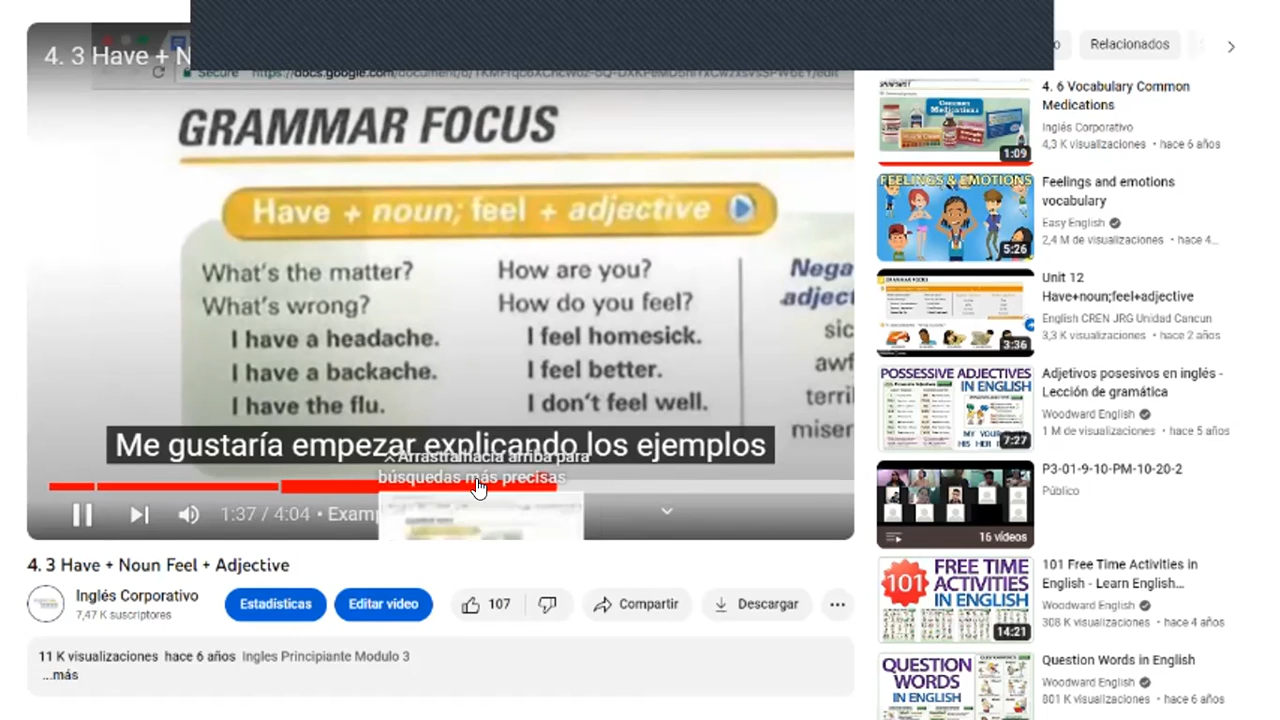 4. 3 Have + N
Secure
GRAMMAR FOCUS
Have + noun; feel + adjective
What's the matter?
What's wrong?
I have a headache.
I have a backache.
I have the flu.
How are you?
How do you feel?
I feel homesick.
I feel better.
I don't feel well.
Nega
adject
sic
awf
terri
miser
Me gustaría empezar explicando los ejemplos
Arrastra hacia arriba para
búsquedas más precisas
1:37 / 4:04 • Examp
4. 3 Have + Noun Feel + Adjective
Inglés Corporativo
7,47 K suscriptores
Estadísticas
Editar vídeo
107
Compartir
Descargar
11 K visualizaciones hace 6 años Ingles Principiante Modulo 3
...más
o
Relacionados
Common
Medications
1:09
4. 6 Vocabulary Common
Medications
Inglés Corporativo
4,3 K visualizaciones • hace 6 años
FEELINGS & EMOTIONS
5:26
Feelings and emotions
vocabulary
Easy English
2,4 M de visualizaciones • hace 4...
GRAMMAR FOCUS
3:36
Unit 12
Have+noun;feel+adjective
English CREN JRG Unidad Cancun
3,3 K visualizaciones • hace 2 años
POSSESSIVE ADJECTIVES
IN ENGLISH
7:27
Adjetivos posesivos en inglés -
Lección de gramática
Woodward English
1 M de visualizaciones • hace 5 años
16 vídeos
P3-01-9-10-PM-10-20-2
Público
101
FREE TIME
ACTIVITIES
IN ENGLISH
14:21
101 Free Time Activities in
English - Learn English...
Woodward English
308 K visualizaciones • hace 4 años
QUESTION
WORDS
IN ENGLISH
Question Words in English
Woodward English
801 K visualizaciones • hace 6 años